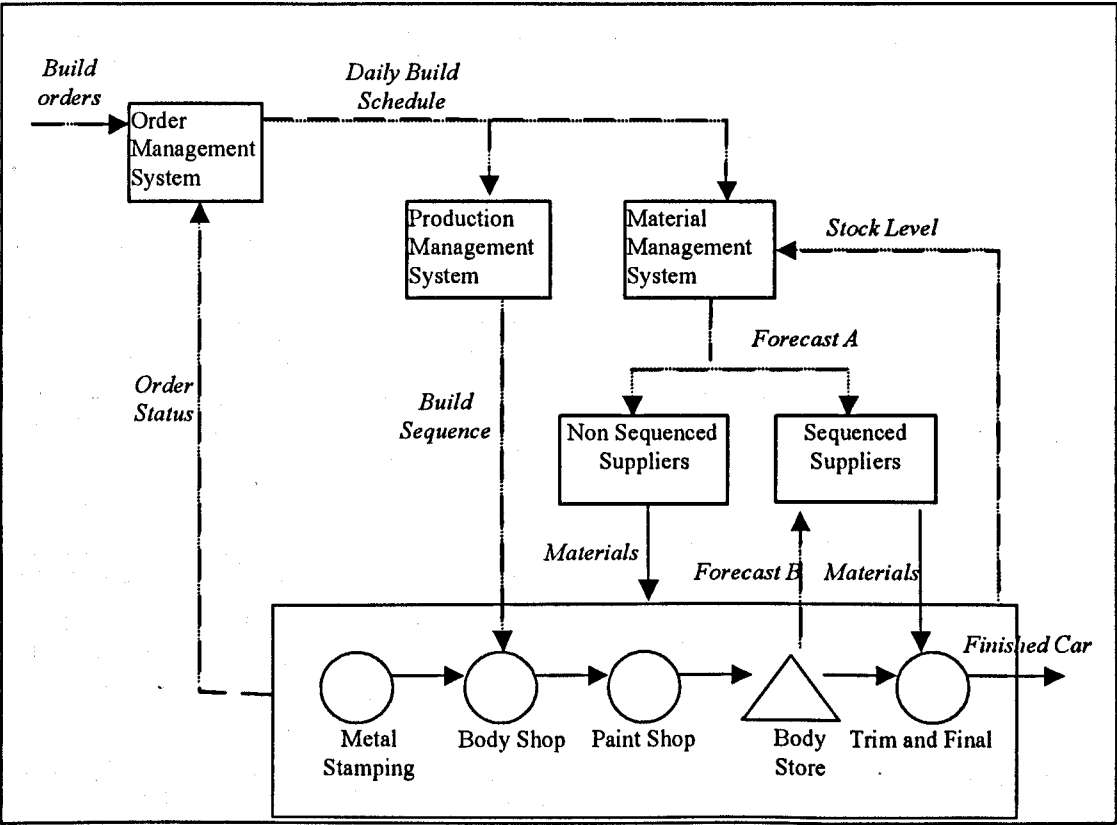 Build
orders
Daily Build
Schedule
Order
Management
System
Production
Management
System
Material
Management
System
Stock Level
Forecast A
Order
Status
Build
Sequence
Non Sequenced
Suppliers
Sequenced
Suppliers
Materials
Forecast B
Materials
Finished Car
Metal
Stamping
Body Shop
Paint Shop
Body
Store
Trim and Final